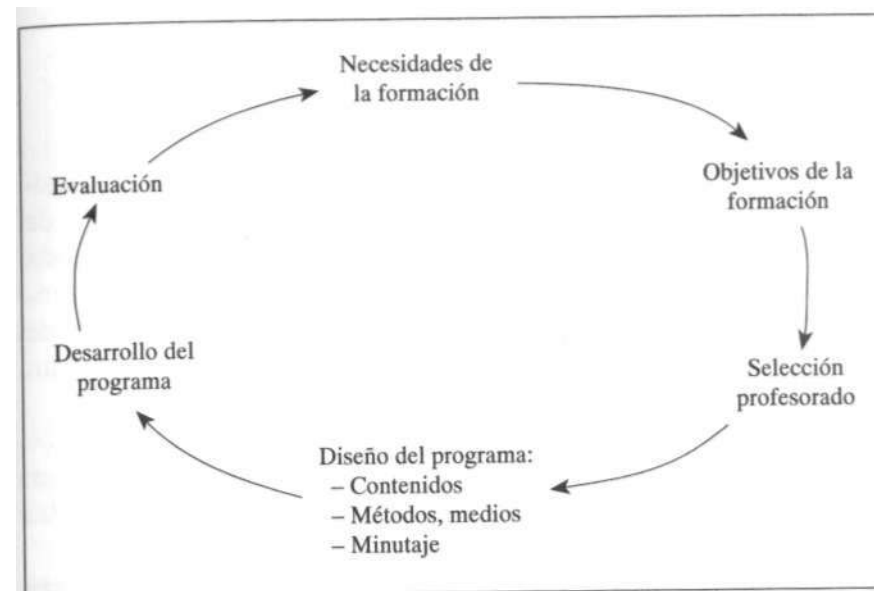 Necesidades de
la formación
Objetivos de la
formación
Selección
profesorado
Diseño del programa:
– Contenidos
– Métodos, medios
– Minutaje
Desarrollo del
programa
Evaluación